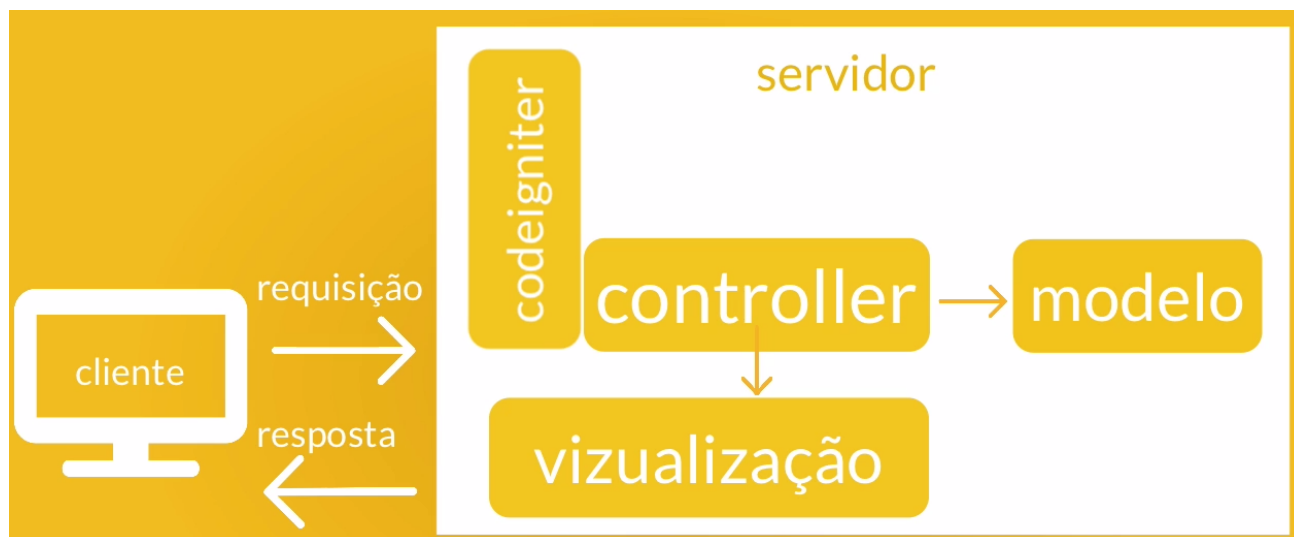 servidor
codeigniter
requisição
controller
modelo
cliente
resposta
vizualização